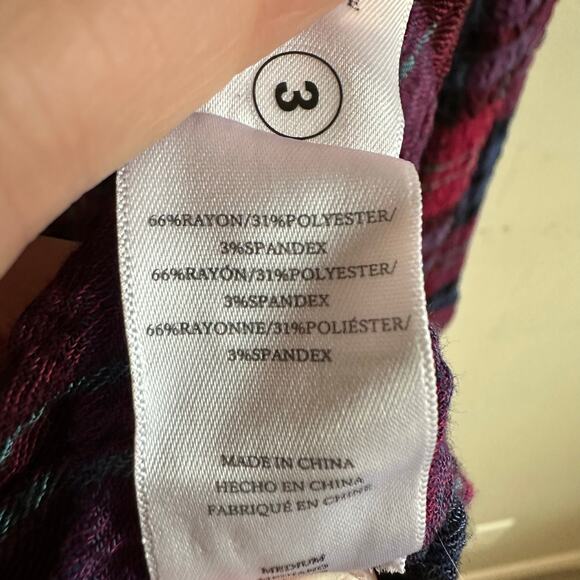 E
3
66%RAYON/31%POLYESTER/
3%SPANDEX
66%RAYÓN/31%POLYESTER/
3%SPANDEX
66%RAYONNE/31%POLIÉSTER/
3%SPANDEX
MADE IN CHINA
HECHO EN CHINA
FABRIQUÉ EN CHINE
MEDIUM